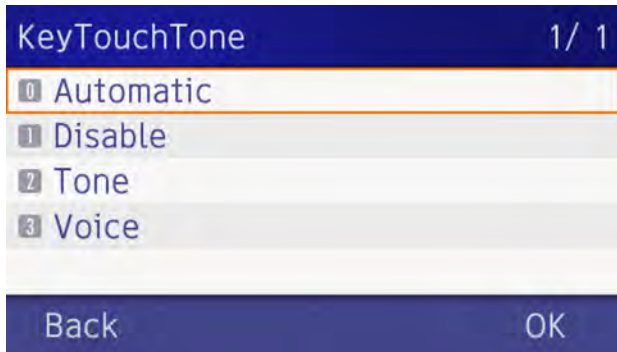 KeyTouchTone 1/ 1
0 Automatic
1 Disable
2 Tone
3 Voice
Back OK